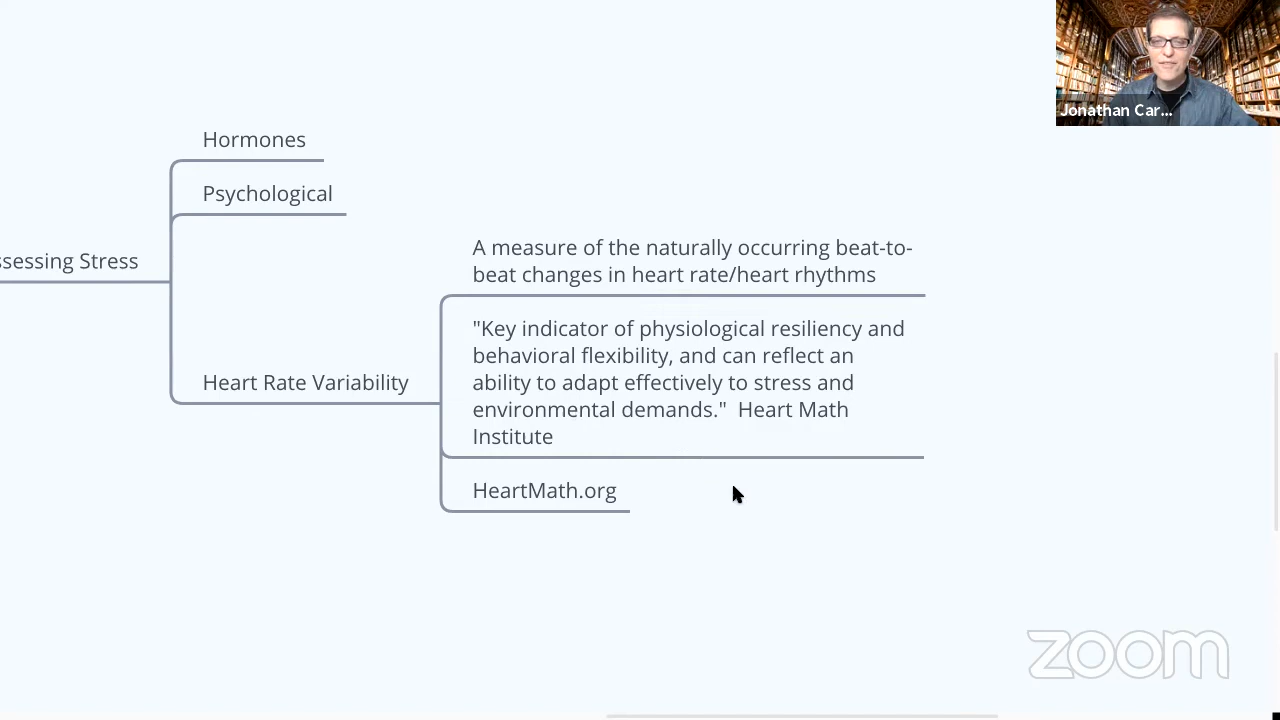 Jonathan Car...
Hormones
Psychological
ssessing Stress
Heart Rate Variability
A measure of the naturally occurring beat-to-
beat changes in heart rate/heart rhythms
"Key indicator of physiological resiliency and
behavioral flexibility, and can reflect an
ability to adapt effectively to stress and
environmental demands."  Heart Math
Institute
HeartMath.org
zoom